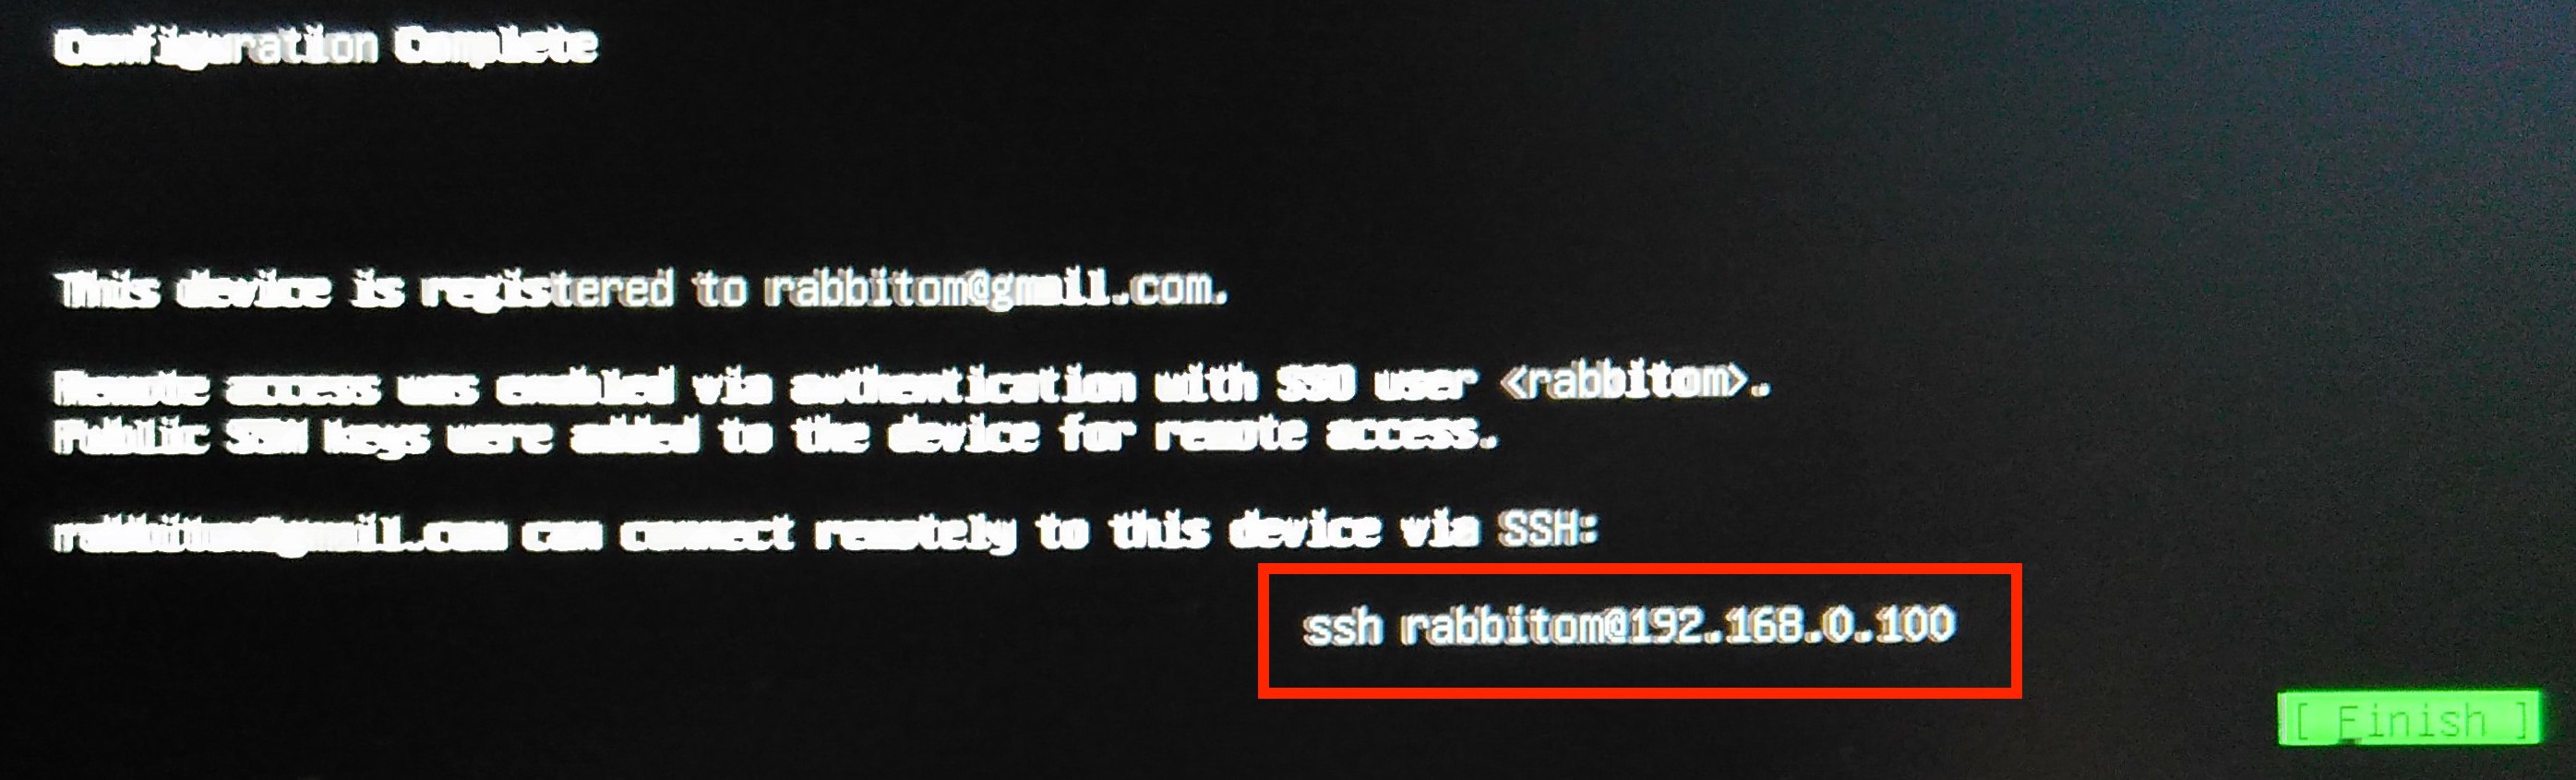 Configuration Complete
This device is registered to rabbitom@gmail.com.
Remote access was enabled via authentication with SSO user <rabbitom>.
Public SSH keys were added to the device for remote access.
rabbitom@gmail.com can connect remotely to this device via SSH:
ssh rabbitom@192.168.0.100
[ Finish ]